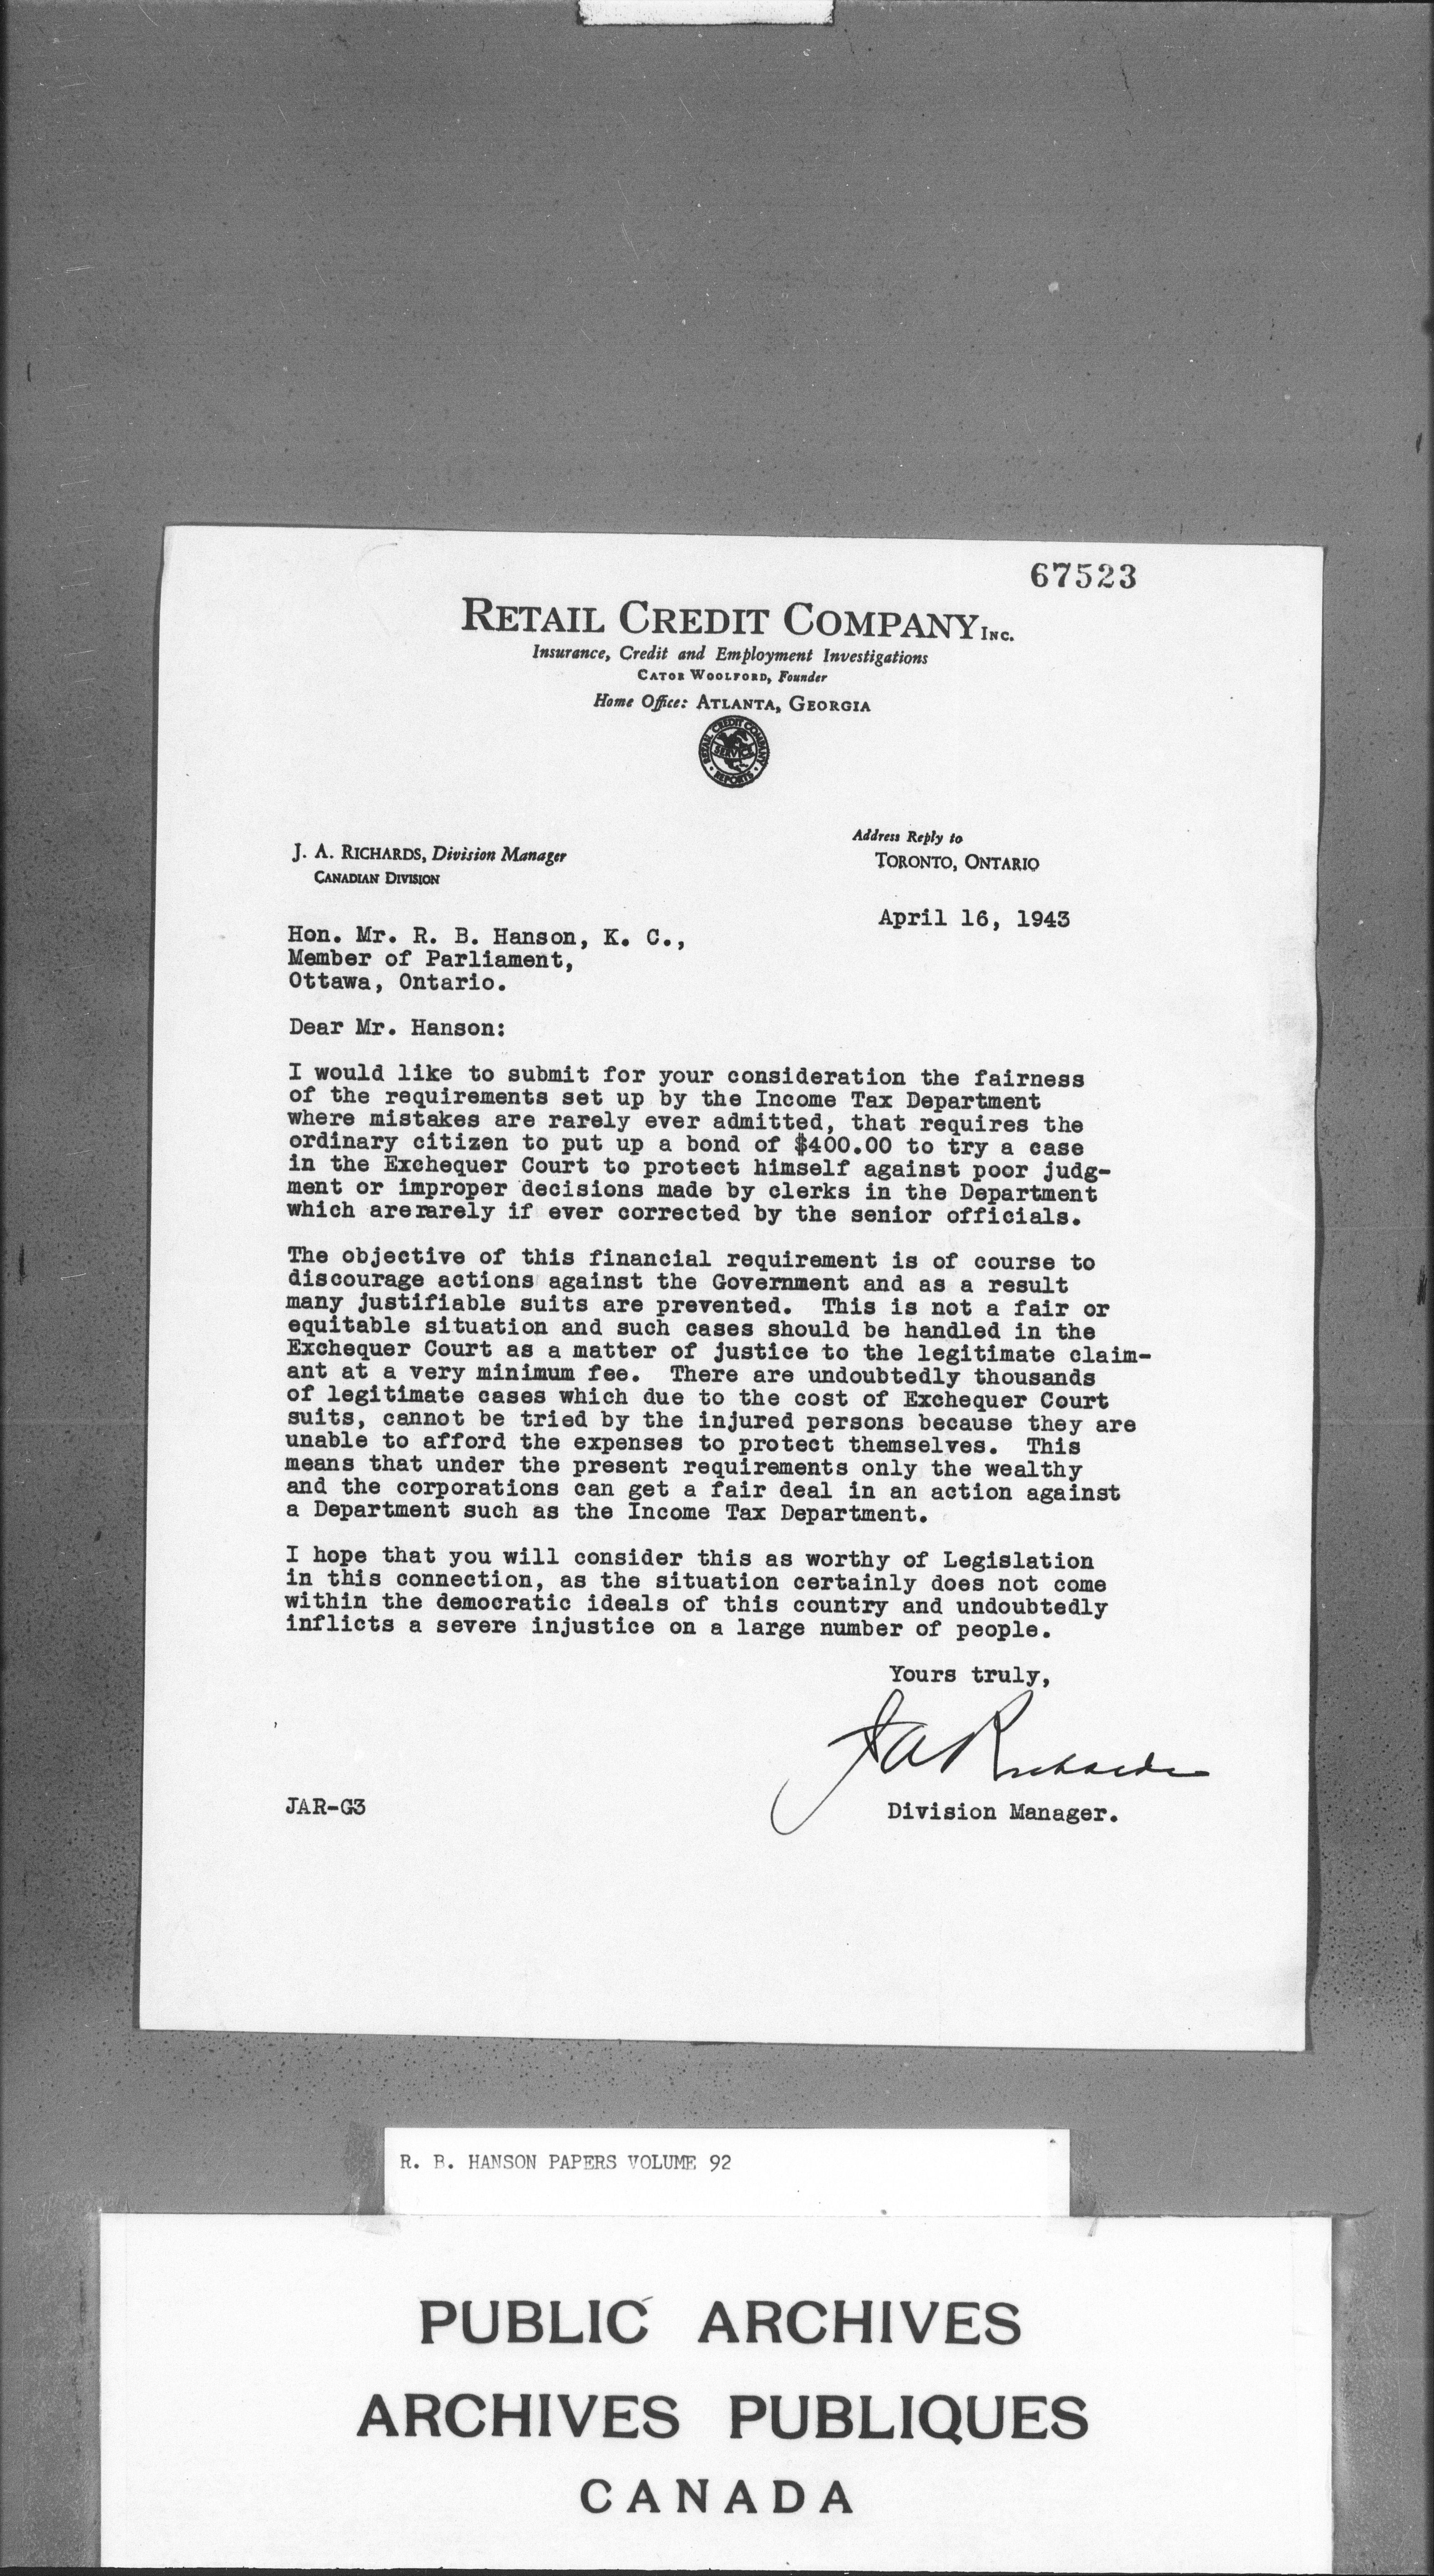 67523
RETAIL CREDIT COMPANY INC.
Insurance, Credit and Employment Investigations
CATOR WOOLFORD, Founder
Home Office: ATLANTA, GEORGIA
RETAIL CREDIT COMPANY
SERVICE
REPORTS
J. A. RICHARDS, Division Manager
CANADIAN DIVISION
Address Reply to
TORONTO, ONTARIO
April 16, 1943
Hon. Mr. R. B. Hanson, K. C.,
Member of Parliament,
Ottawa, Ontario.
Dear Mr. Hanson:
I would like to submit for your consideration the fairness
of the requirements set up by the Income Tax Department
where mistakes are rarely ever admitted, that requires the
ordinary citizen to put up a bond of $400.00 to try a case
in the Exchequer Court to protect himself against poor judg-
ment or improper decisions made by clerks in the Department
which arerarely if ever corrected by the senior officials.
The objective of this financial requirement is of course to
discourage actions against the Government and as a result
many justifiable suits are prevented. This is not a fair or
equitable situation and such cases should be handled in the
Exchequer Court as a matter of justice to the legitimate claim-
ant at a very minimum fee. There are undoubtedly thousands
of legitimate cases which due to the cost of Exchequer Court
suits, cannot be tried by the injured persons because they are
unable to afford the expenses to protect themselves. This
means that under the present requirements only the wealthy
and the corporations can get a fair deal in an action against
a Department such as the Income Tax Department.
I hope that you will consider this as worthy of Legislation
in this connection, as the situation certainly does not come
within the democratic ideals of this country and undoubtedly
inflicts a severe injustice on a large number of people.
Yours truly,
J A Richards
JAR-G3
Division Manager.
R. B. HANSON PAPERS VOLUME 92
PUBLIC ARCHIVES
ARCHIVES PUBLIQUES
CANADA